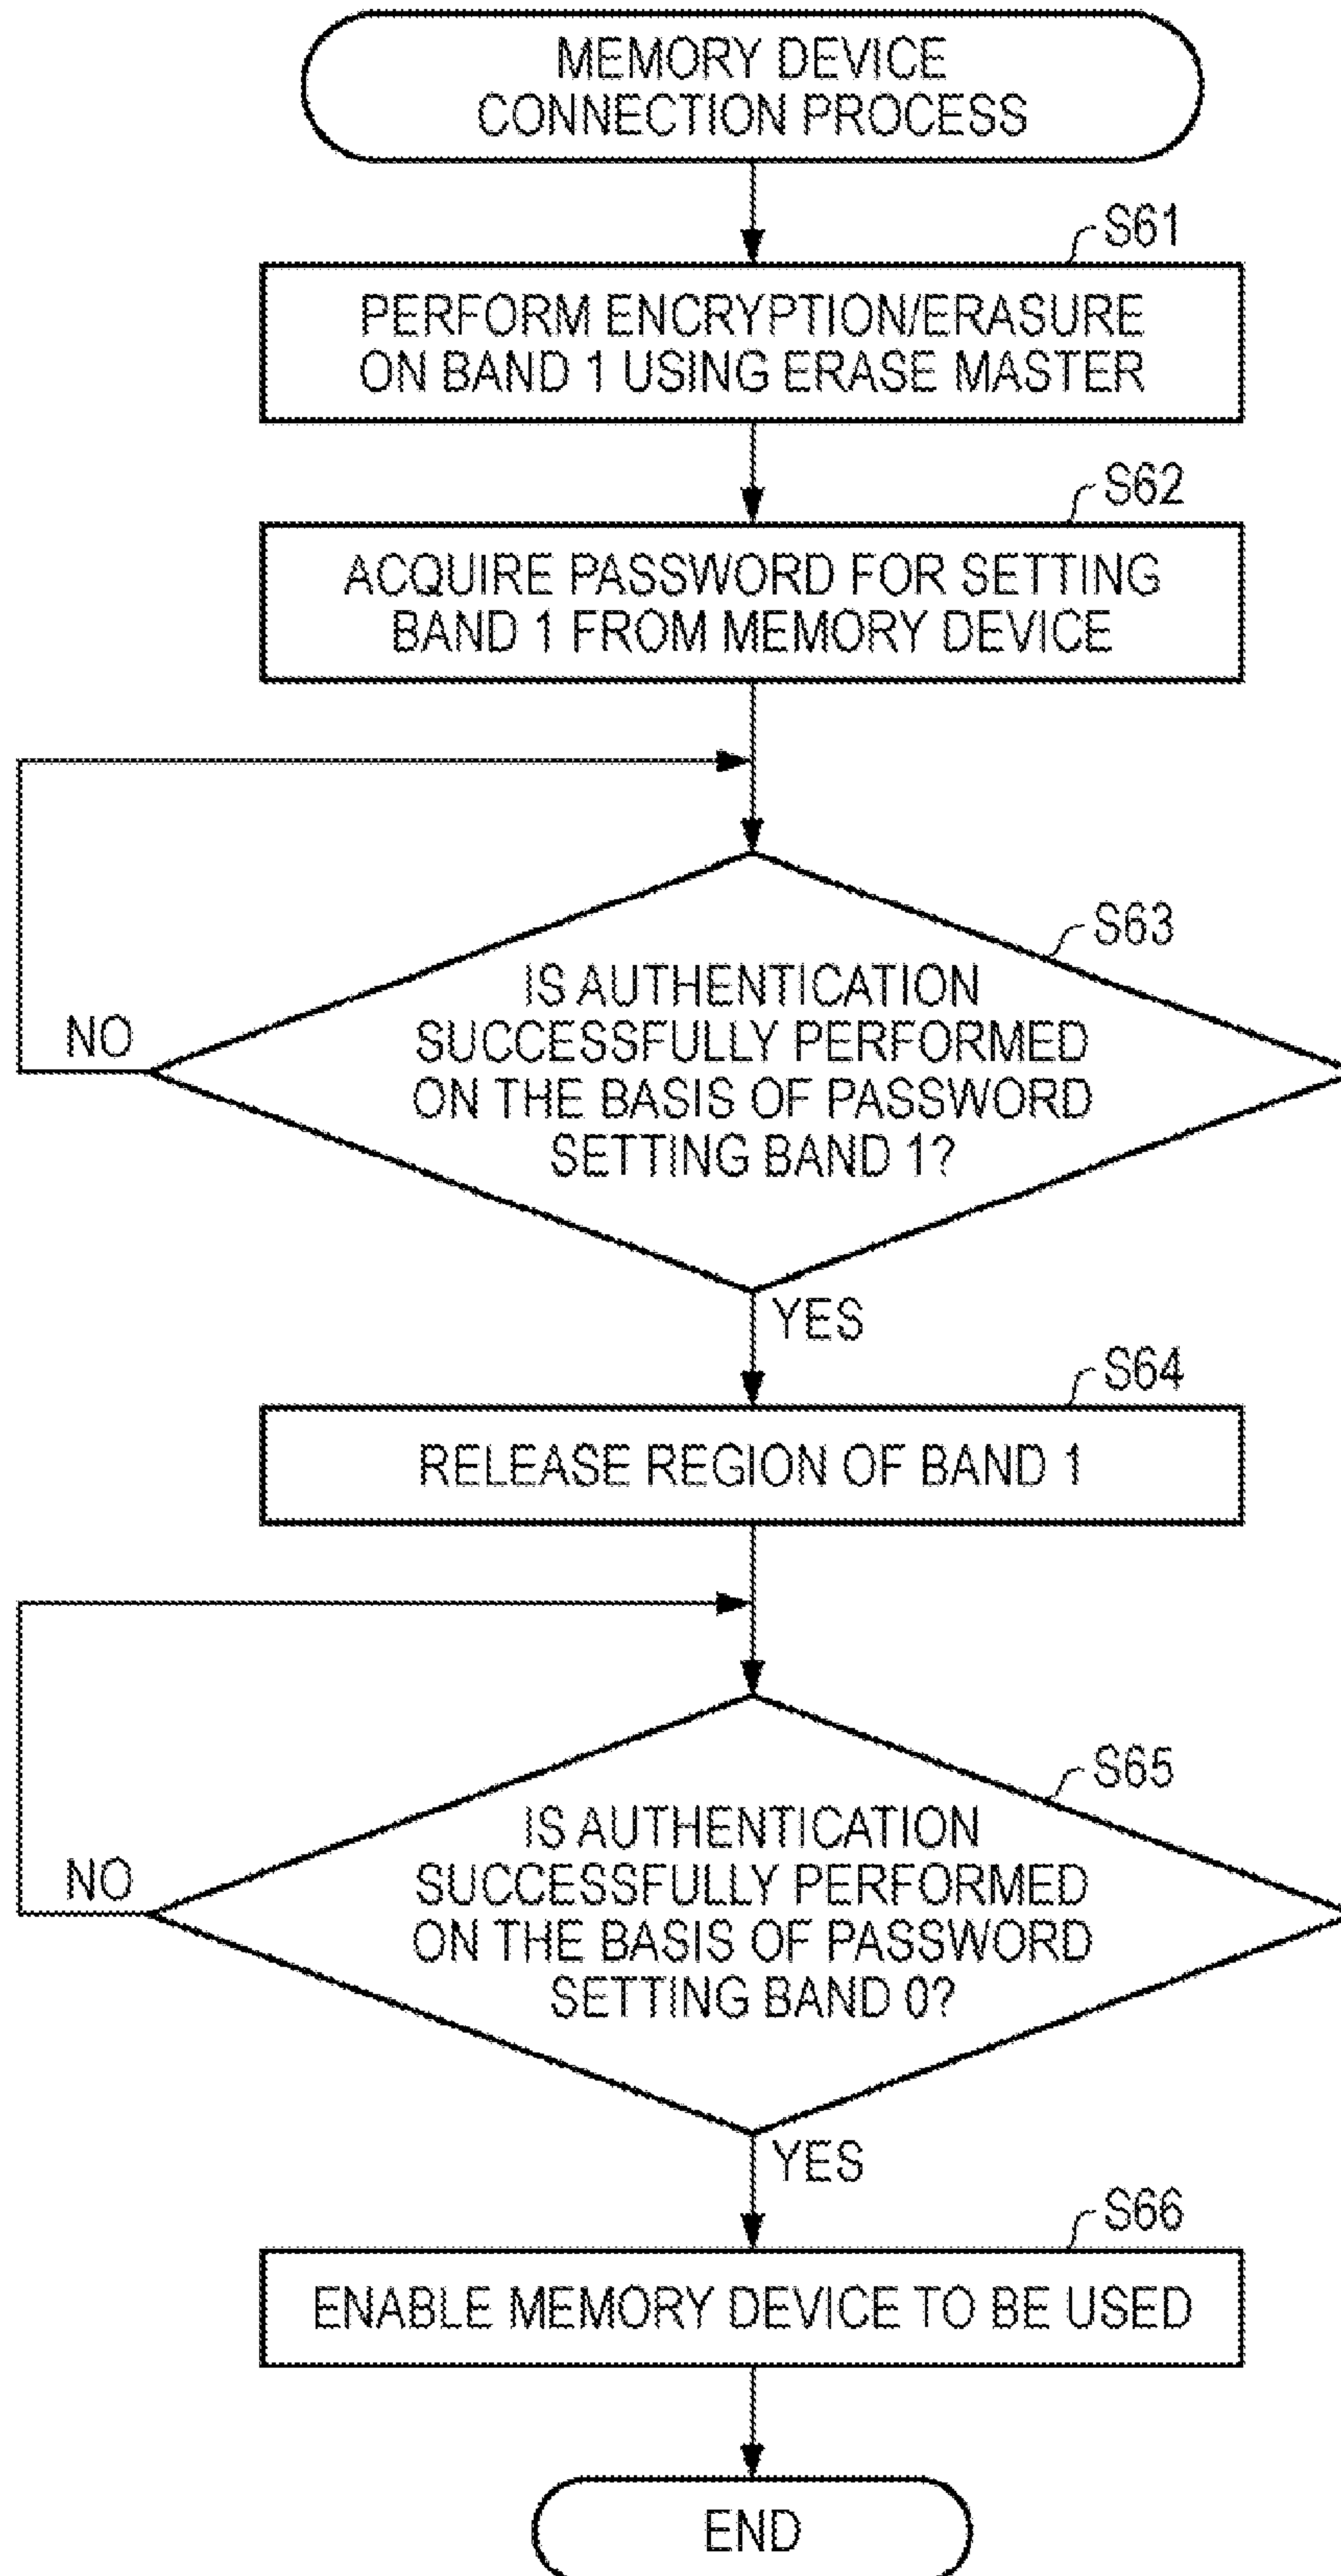 MEMORY DEVICE
CONNECTION PROCESS
S61
PERFORM ENCRYPTION/ERASURE
ON BAND 1 USING ERASE MASTER
S62
ACQUIRE PASSWORD FOR SETTING
BAND 1 FROM MEMORY DEVICE
S63
IS AUTHENTICATION
SUCCESSFULLY PERFORMED
ON THE BASIS OF PASSWORD
SETTING BAND 1?
NO
YES
S64
RELEASE REGION OF BAND 1
S65
IS AUTHENTICATION
SUCCESSFULLY PERFORMED
ON THE BASIS OF PASSWORD
SETTING BAND 0?
NO
YES
S66
ENABLE MEMORY DEVICE TO BE USED
END